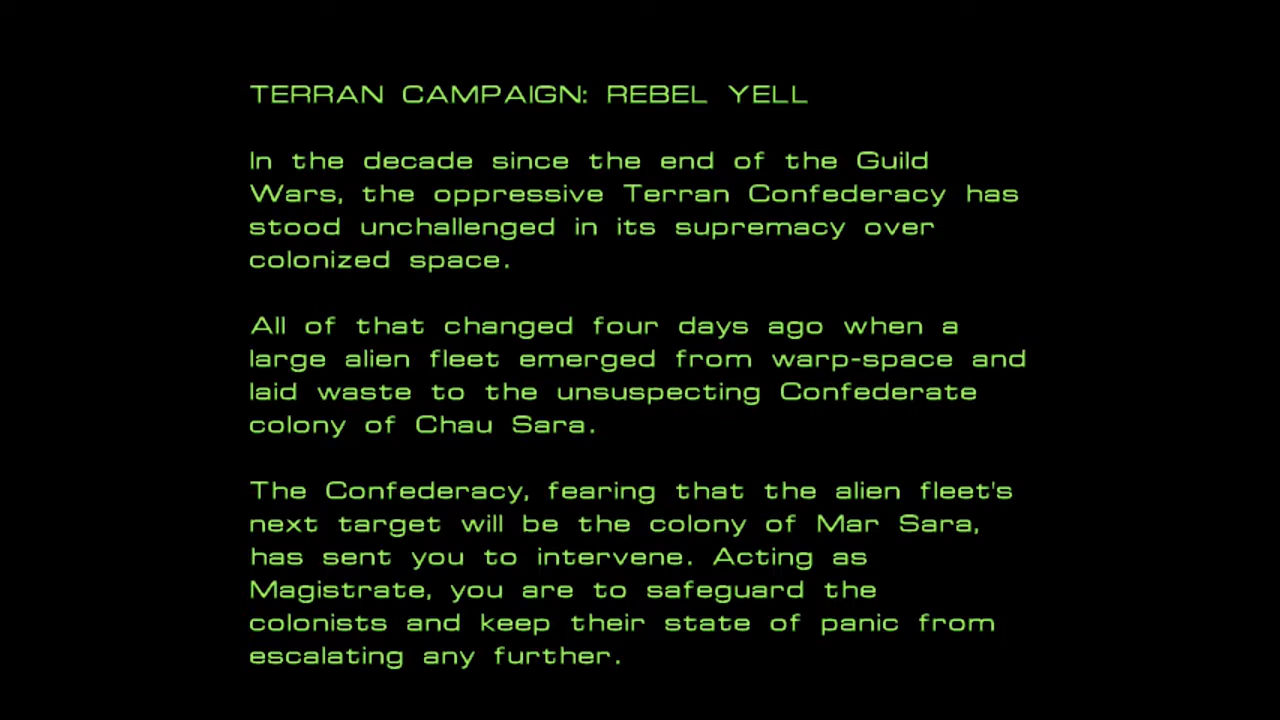 TERRAN CAMPAIGN: REBEL YELL
In the decade since the end of the Guild
Wars, the oppressive Terran Confederacy has
stood unchallenged in its supremacy over
colonized space.
All of that changed four days ago when a
large alien fleet emerged from warp-space and
laid waste to the unsuspecting Confederate
colony of Chau Sara.
The Confederacy, fearing that the alien fleet's
next target will be the colony of Mar Sara,
has sent you to intervene. Acting as
Magistrate, you are to safeguard the
colonists and keep their state of panic from
escalating any further.